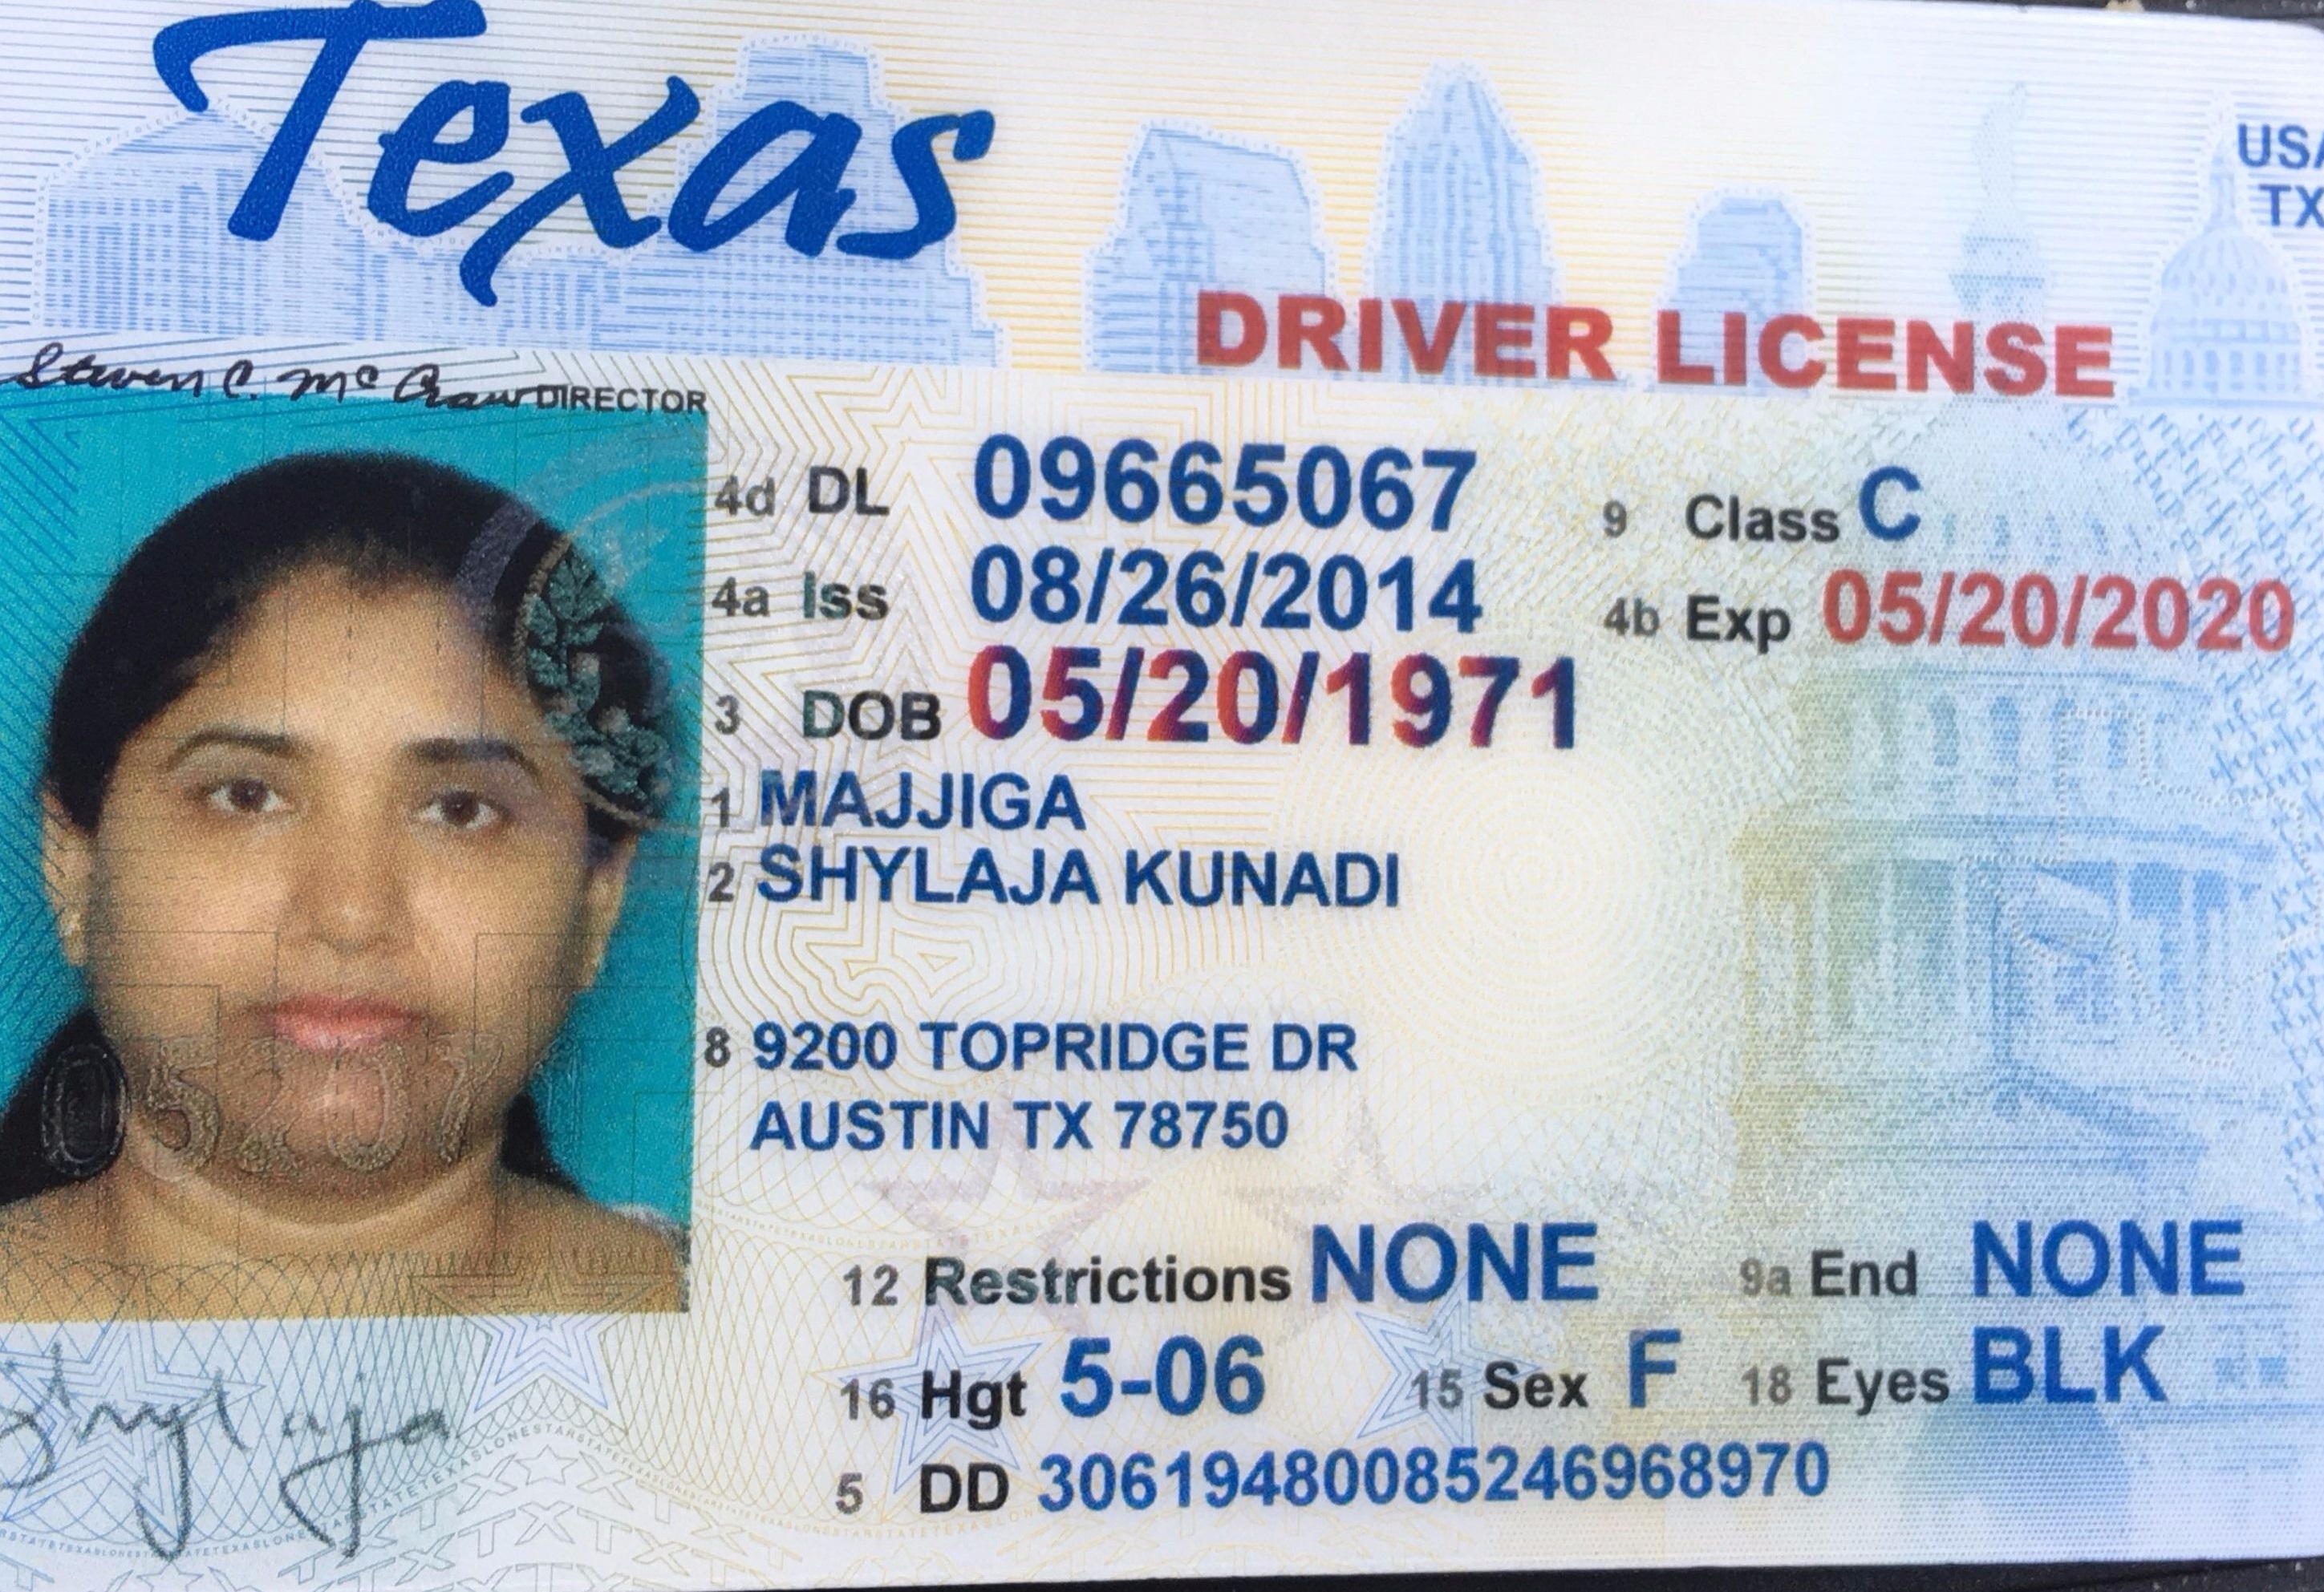 Texas
USA
TX
DRIVER LICENSE
Steven C. McCraw DIRECTOR
4d DL 09665067 9 Class C
4a Iss 08/26/2014 4b Exp 05/20/2020
3 DOB 05/20/1971
1 MAJJIGA
2 SHYLAJA KUNADI
8 9200 TOPRIDGE DR
AUSTIN TX 78750
12 Restrictions NONE 9a End NONE
16 Hgt 5-06 15 Sex F 18 Eyes BLK
5 DD 30619480085246968970
Shylaja